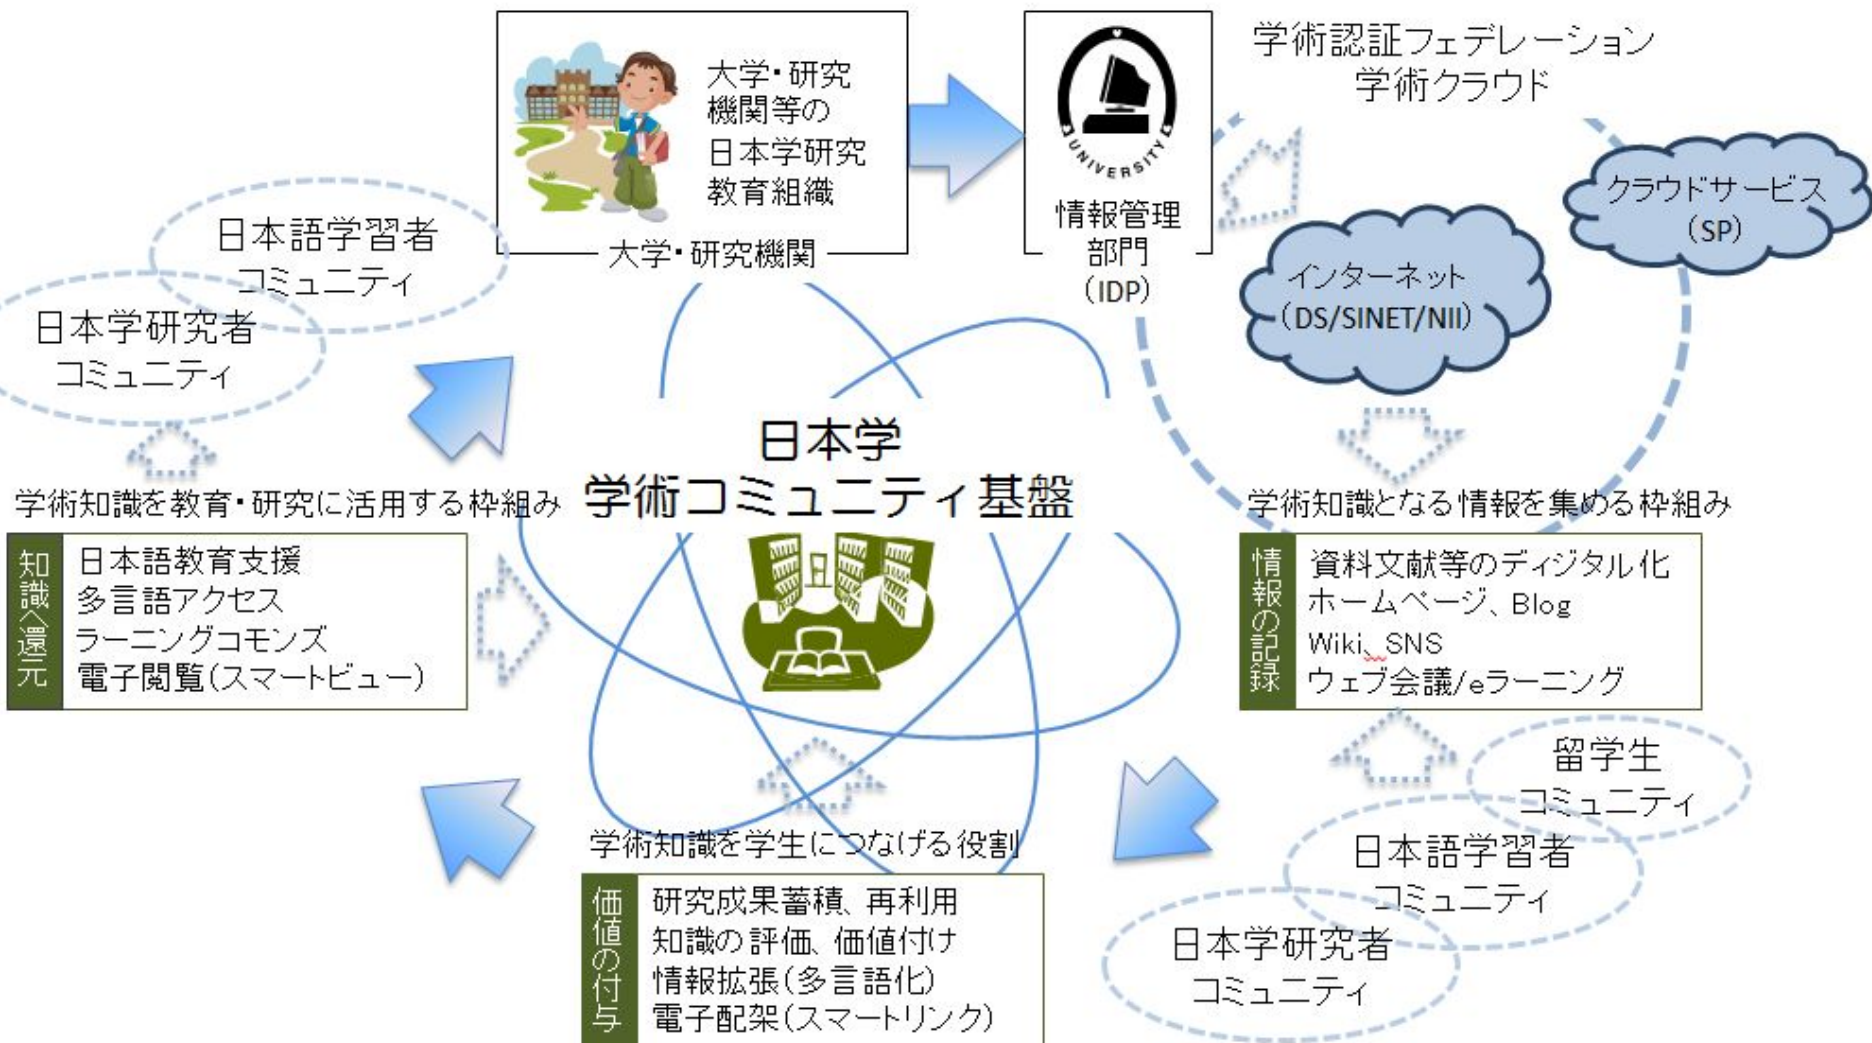 大学・研究
機関等の
日本学研究
教育組織
大学・研究機関
UNIVERSITY
情報管理
部門
(IDP)
学術認証フェデレーション
学術クラウド
クラウドサービス
(SP)
インターネット
(DS/SINET/NII)
日本語学習者
コミュニティ
日本学研究者
コミュニティ
日本学
学術コミュニティ基盤
学術知識を教育・研究に活用する枠組み
知識へ還元
日本語教育支援
多言語アクセス
ラーニングコモンズ
電子閲覧(スマートビュー)
学術知識となる情報を集める枠組み
情報の記録
資料文献等のディジタル化
ホームページ、Blog
Wiki、SNS
ウェブ会議/eラーニング
留学生
コミュニティ
日本語学習者
コミュニティ
日本学研究者
コミュニティ
学術知識を学生につなげる役割
価値の付与
研究成果蓄積、再利用
知識の評価、価値付け
情報拡張(多言語化)
電子配架(スマートリンク)